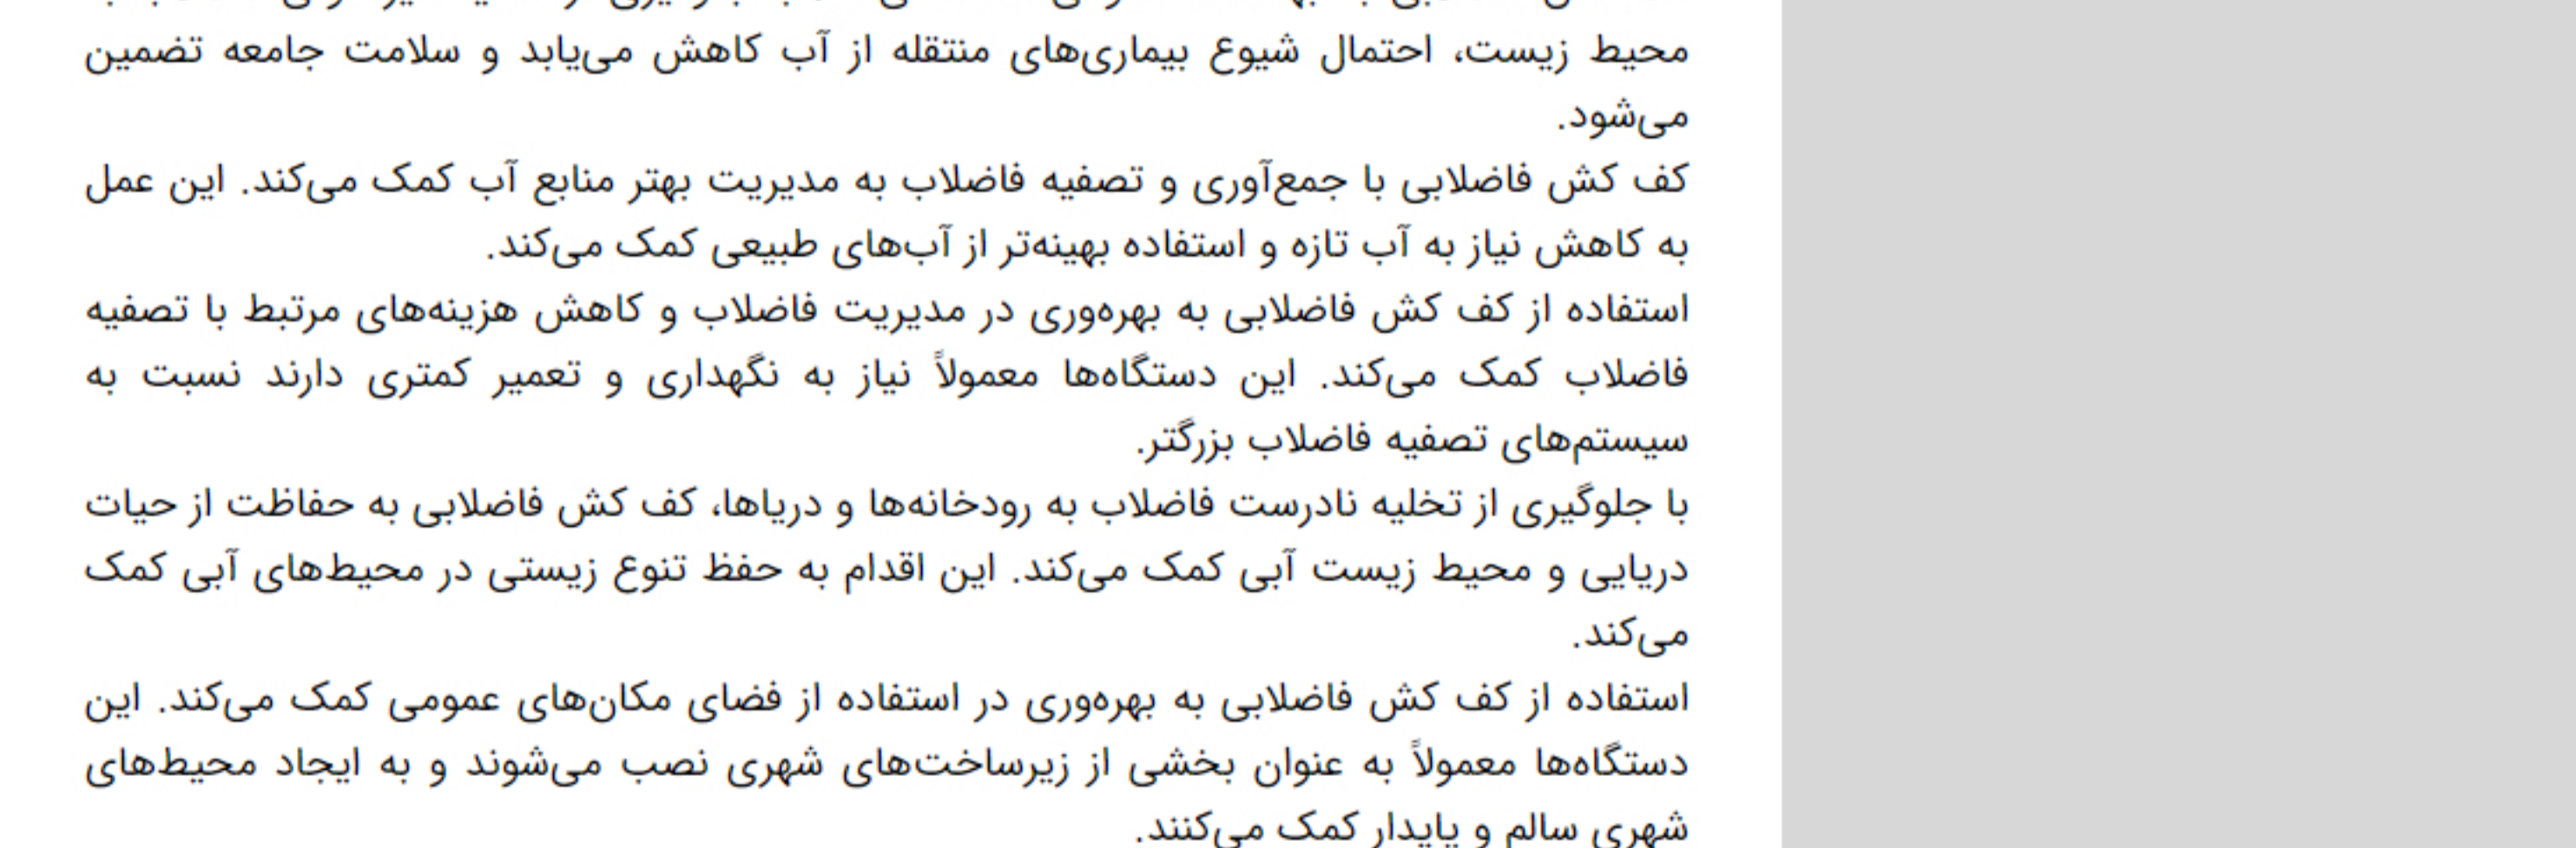 محیط زیست، احتمال شیوع بیماری‌های منتقله از آب کاهش می‌یابد و سلامت جامعه تضمین
می‌شود.
کف کش فاضلابی با جمع‌آوری و تصفیه فاضلاب به مدیریت بهتر منابع آب کمک می‌کند. این عمل
به کاهش نیاز به آب تازه و استفاده بهینه‌تر از آب‌های طبیعی کمک می‌کند.
استفاده از کف کش فاضلابی به بهره‌وری در مدیریت فاضلاب و کاهش هزینه‌های مرتبط با تصفیه
فاضلاب کمک می‌کند. این دستگاه‌ها معمولاً نیاز به نگهداری و تعمیر کمتری دارند نسبت به
سیستم‌های تصفیه فاضلاب بزرگتر.
با جلوگیری از تخلیه نادرست فاضلاب به رودخانه‌ها و دریاها، کف کش فاضلابی به حفاظت از حیات
دریایی و محیط زیست آبی کمک می‌کند. این اقدام به حفظ تنوع زیستی در محیط‌های آبی کمک
می‌کند.
استفاده از کف کش فاضلابی به بهره‌وری در استفاده از فضای مکان‌های عمومی کمک می‌کند. این
دستگاه‌ها معمولاً به عنوان بخشی از زیرساخت‌های شهری نصب می‌شوند و به ایجاد محیط‌های
شهری سالم و پایدار کمک می‌کنند.